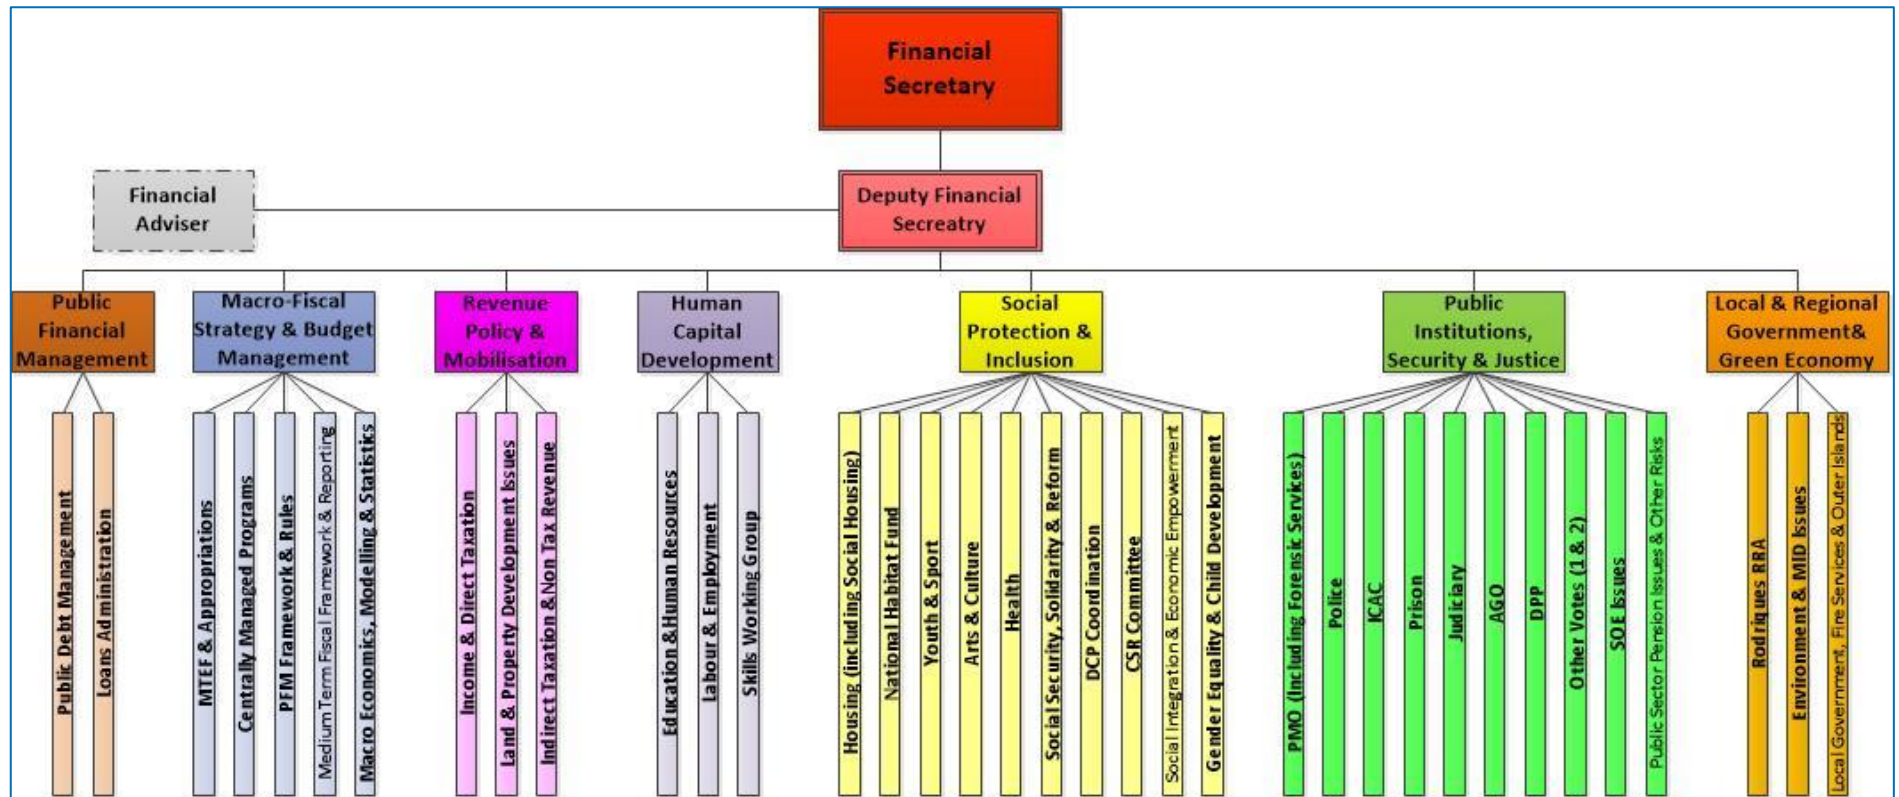 Financial
Secretary
Financial
Adviser
Deputy Financial
Secreatry
Public
Financial
Management
Macro-Fiscal
Strategy & Budget
Management
Revenue
Policy &
Mobilisation
Human
Capital
Development
Social
Protection &
Inclusion
Public
Institutions,
Security & Justice
Local & Regional
Government&
Green Economy
Public Debt Management
Loans Administration
MTEF & Appropriations
Centrally Managed Programs
PFM Framework & Rules
Medium Term Fiscal Framework & Reporting
Macro Economics, Modelling & Statistics
Income & Direct Taxation
Land & Property Development Issues
Indirect Taxation &Non Tax Revenue
Education &Human Resources
Labour & Employment
Skills Working Group
Housing (including Social Housing)
National Habitat Fund
Youth & Sport
Arts & Culture
Health
Social Security, Solidarity & Reform
DCP Coordination
CSR Committee
Social Integration & Economic Empowerment
Gender Equality & Child Development
PMO (Including Forensic Services)
Police
ICAC
Prison
Judiciary
AGO
DPP
Other Votes (1 & 2)
SOE Issues
Public Sector Pension Issues & Other Risks
Rodriques RRA
Environment & MID Issues
Local Government, Fire Services & Outer Islands